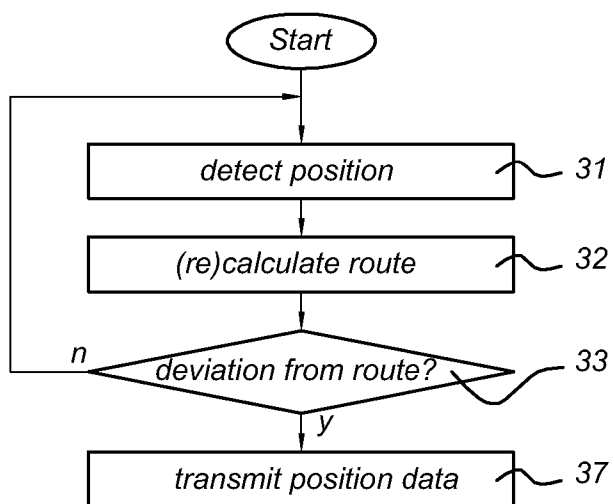 Start
detect position 31
(re)calculate route 32
n deviation from route? 33
y
transmit position data 37